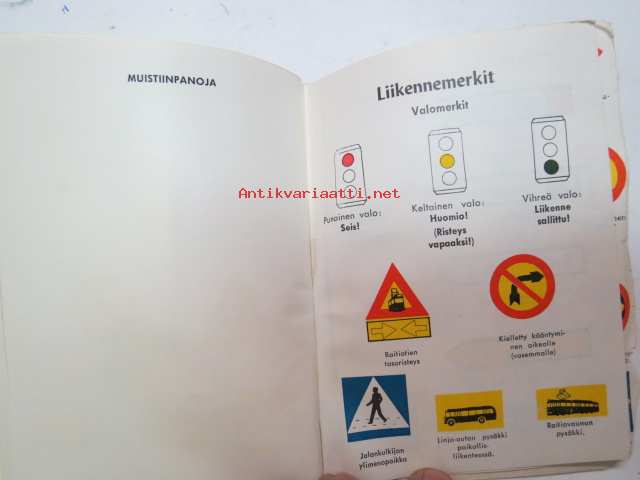 MUISTIINPANOJA
Liikennemerkit
Valomerkit
Antikvariaatti.net
Punainen valo:
Seis!
Keltainen valo:
Huomio!
(Risteys
vapaaksi!)
Vihreä valo:
Liikenne
sallittu!
Raitiotien
tasoristeys
Kielletty kääntymi-
nen oikealle
(vasemmalle)
Jalankulkijan
ylimenopaikka
Linja-auton pysäkki
paikallis-
liikenteessä.
Raitiovaunun
pysäkki.